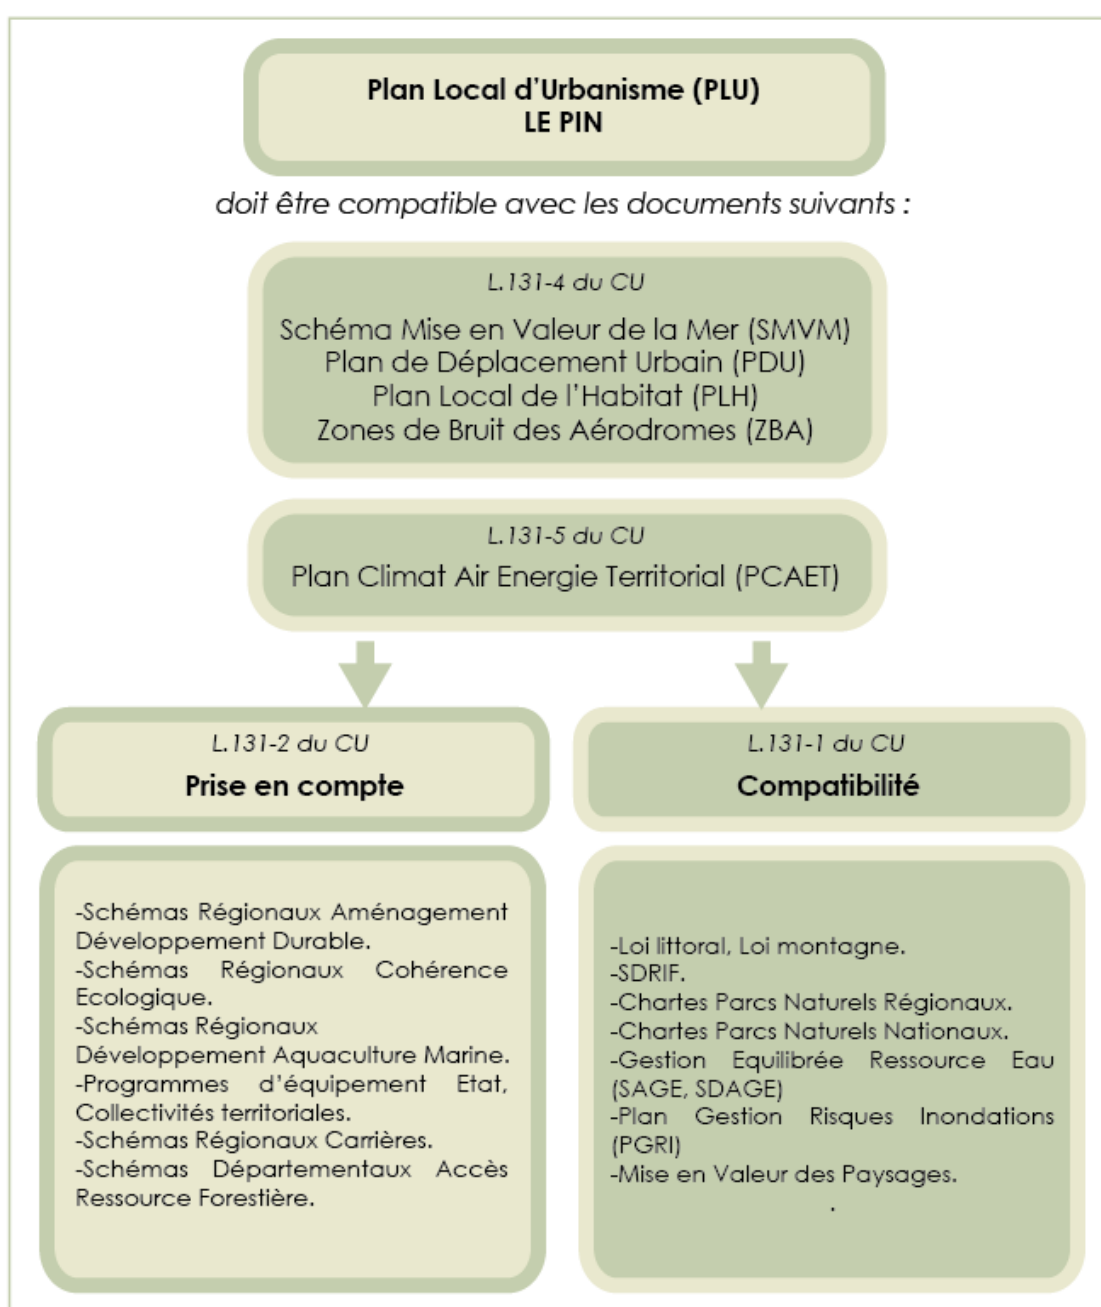 Plan Local d'Urbanisme (PLU)
LE PIN
doit être compatible avec les documents suivants :
L.131-4 du CU
Schéma Mise en Valeur de la Mer (SMVM)
Plan de Déplacement Urbain (PDU)
Plan Local de l'Habitat (PLH)
Zones de Bruit des Aérodromes (ZBA)
L.131-5 du CU
Plan Climat Air Energie Territorial (PCAET)
L.131-2 du CU
Prise en compte
-Schémas Régionaux Aménagement
Développement Durable.
-Schémas Régionaux Cohérence
Ecologique.
-Schémas Régionaux
Développement Aquaculture Marine.
-Programmes d'équipement Etat,
Collectivités territoriales.
-Schémas Régionaux Carrières.
-Schémas Départementaux Accès
Ressource Forestière.
L.131-1 du CU
Compatibilité
-Loi littoral, Loi montagne.
-SDRIF.
-Chartes Parcs Naturels Régionaux.
-Chartes Parcs Naturels Nationaux.
-Gestion Equilibrée Ressource Eau
(SAGE, SDAGE)
-Plan Gestion Risques Inondations
(PGRI)
-Mise en Valeur des Paysages.
.